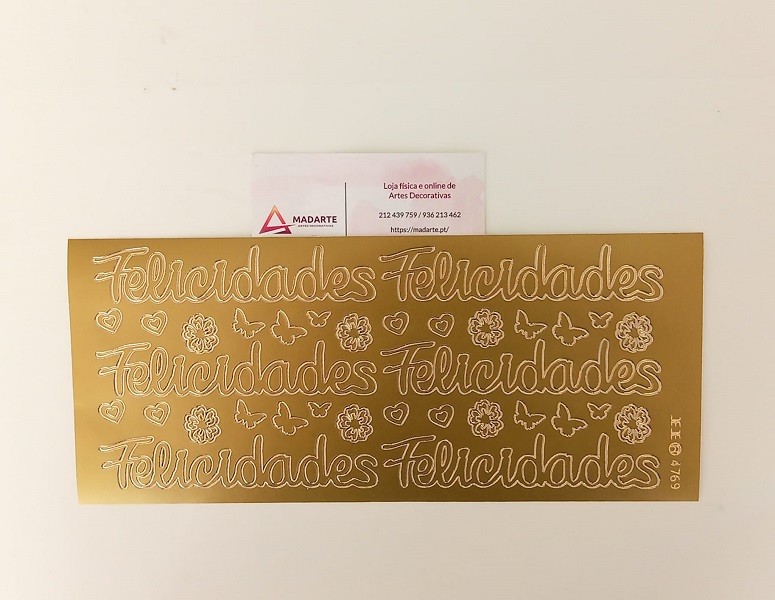 Loja física e online de
Artes Decorativas
212 439 759 / 936 213 462
https://madarte.pt/
MADARTE
ARTES DECORATIVAS
Felicidades Felicidades
Felicidades Felicidades
Felicidades Felicidades
4769